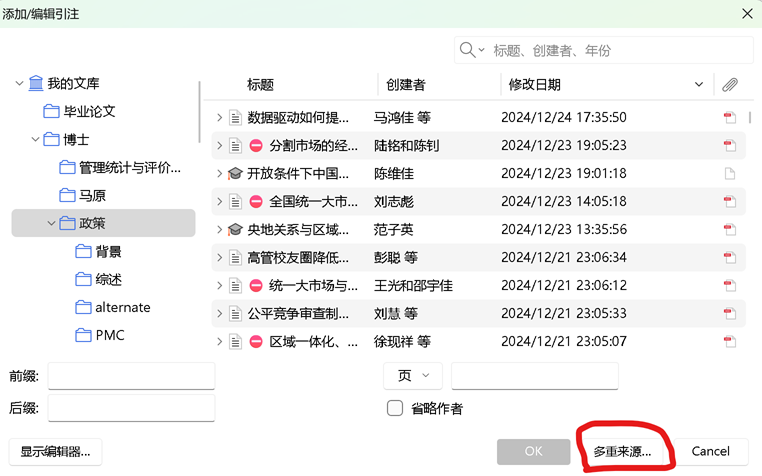 添加/编辑引注
标题、创建者、年份
我的文库
毕业论文
博士
管理统计与评价...
马原
政策
背景
综述
alternate
PMC
标题 创建者 修改日期
数据驱动如何提... 马鸿佳 等 2024/12/24 17:35:50
分割市场的经... 陆铭和陈钊 2024/12/23 19:05:23
开放条件下中国... 陈维佳 2024/12/23 19:01:18
全国统一大市... 刘志彪 2024/12/23 14:05:18
央地关系与区域... 范子英 2024/12/23 13:35:56
高管校友圈降低... 彭聪 等 2024/12/21 23:06:34
统一大市场与... 王光和邵宇佳 2024/12/21 23:06:12
公平竞争审查制... 刘慧 等 2024/12/21 23:05:33
区域一体化、... 徐现祥 等 2024/12/21 23:05:07
前缀: 页
后缀: 省略作者
显示编辑器... OK 多重来源... Cancel